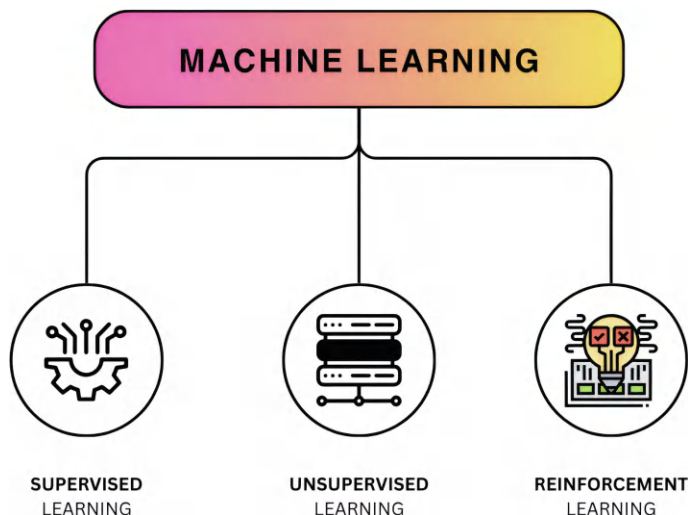 MACHINE LEARNING
SUPERVISED
LEARNING
UNSUPERVISED
LEARNING
REINFORCEMENT
LEARNING